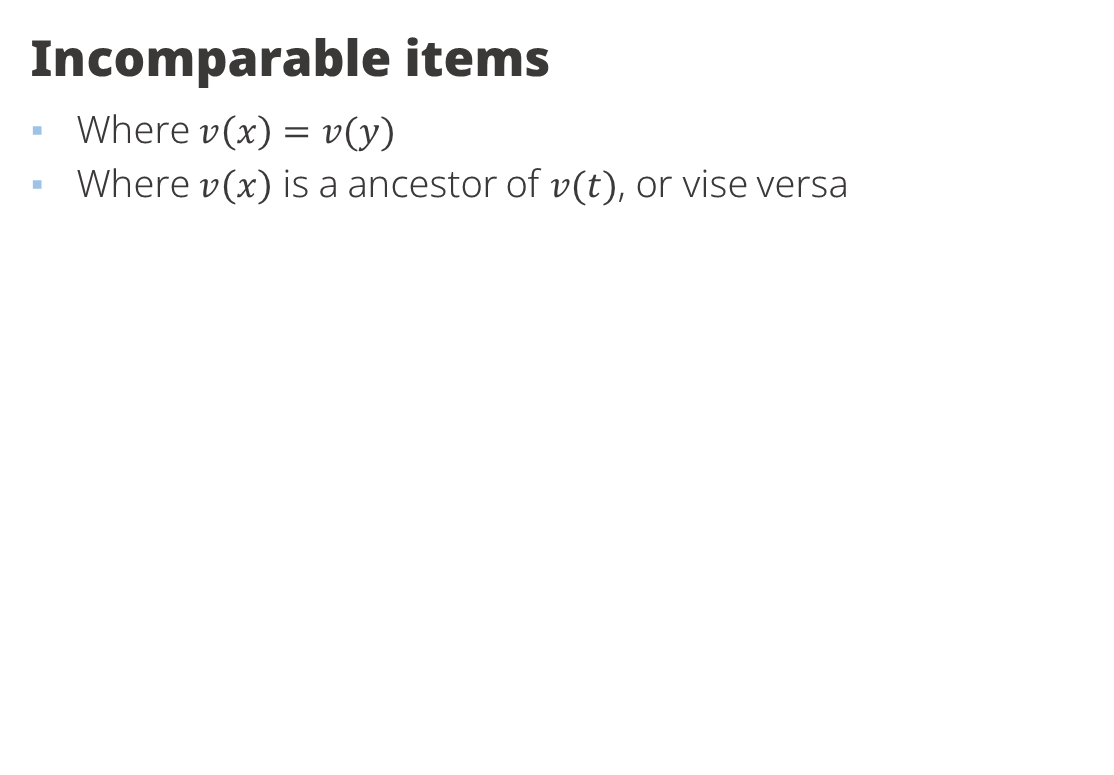 Incomparable items
▪ Where v(x) = v(y)
▪ Where v(x) is a ancestor of v(t), or vise versa